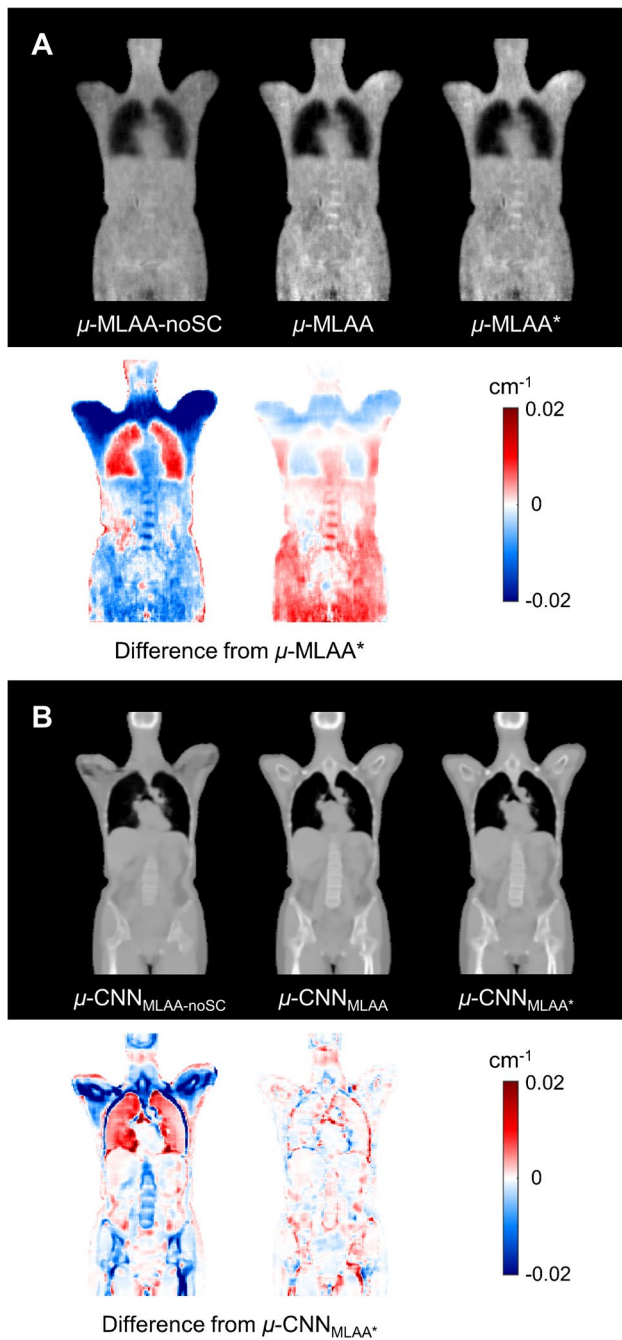 A
μ-MLAA-noSC μ-MLAA μ-MLAA*
cm-1
0.02
0
-0.02
Difference from μ-MLAA*
B
μ-CNNMLAA-noSC μ-CNNMLAA μ-CNNMLAA*
cm-1
0.02
0
-0.02
Difference from μ-CNNMLAA*